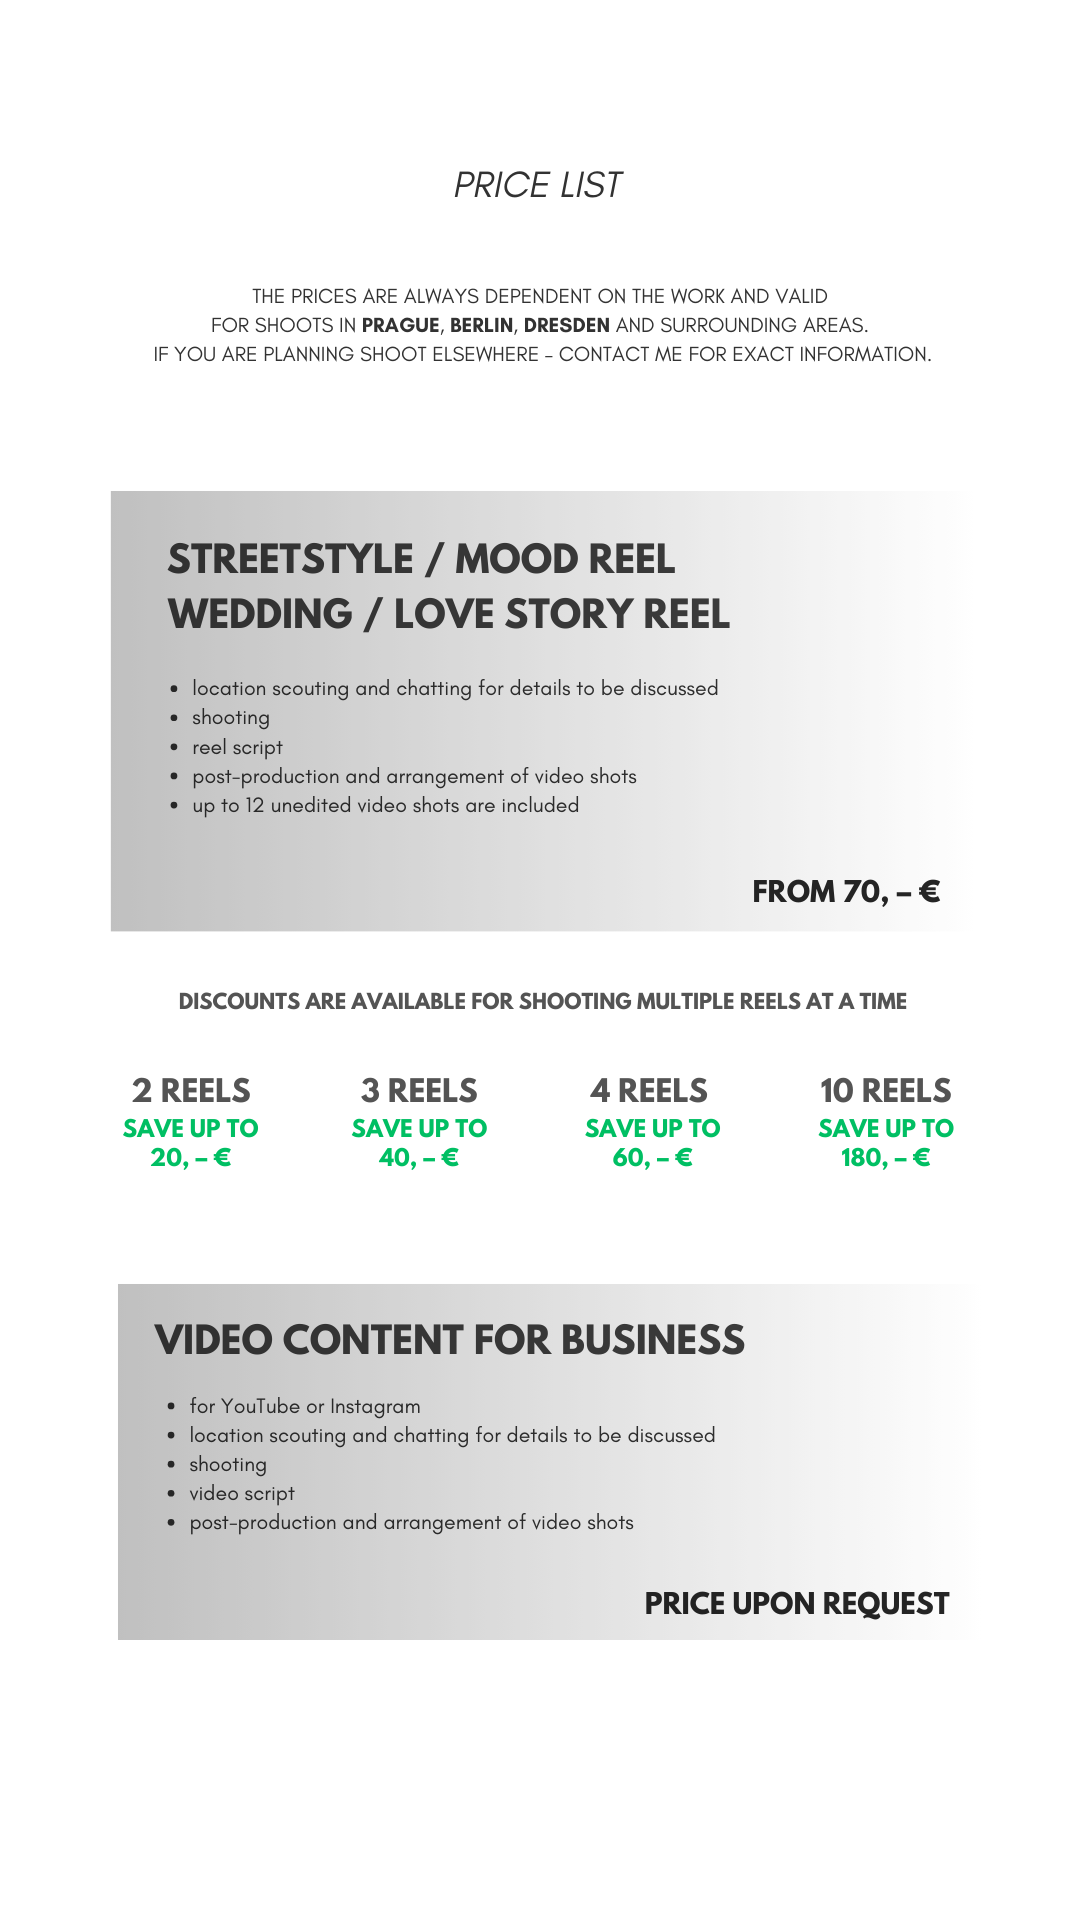 PRICE LIST
THE PRICES ARE ALWAYS DEPENDENT ON THE WORK AND VALID
FOR SHOOTS IN PRAGUE, BERLIN, DRESDEN AND SURROUNDING AREAS.
IF YOU ARE PLANNING SHOOT ELSEWHERE – CONTACT ME FOR EXACT INFORMATION.
STREETSTYLE / MOOD REEL
WEDDING / LOVE STORY REEL
• location scouting and chatting for details to be discussed
• shooting
• reel script
• post-production and arrangement of video shots
• up to 12 unedited video shots are included
FROM 70, – €
DISCOUNTS ARE AVAILABLE FOR SHOOTING MULTIPLE REELS AT A TIME
2 REELS
SAVE UP TO
20, – €
3 REELS
SAVE UP TO
40, – €
4 REELS
SAVE UP TO
60, – €
10 REELS
SAVE UP TO
180, – €
VIDEO CONTENT FOR BUSINESS
• for YouTube or Instagram
• location scouting and chatting for details to be discussed
• shooting
• video script
• post-production and arrangement of video shots
PRICE UPON REQUEST